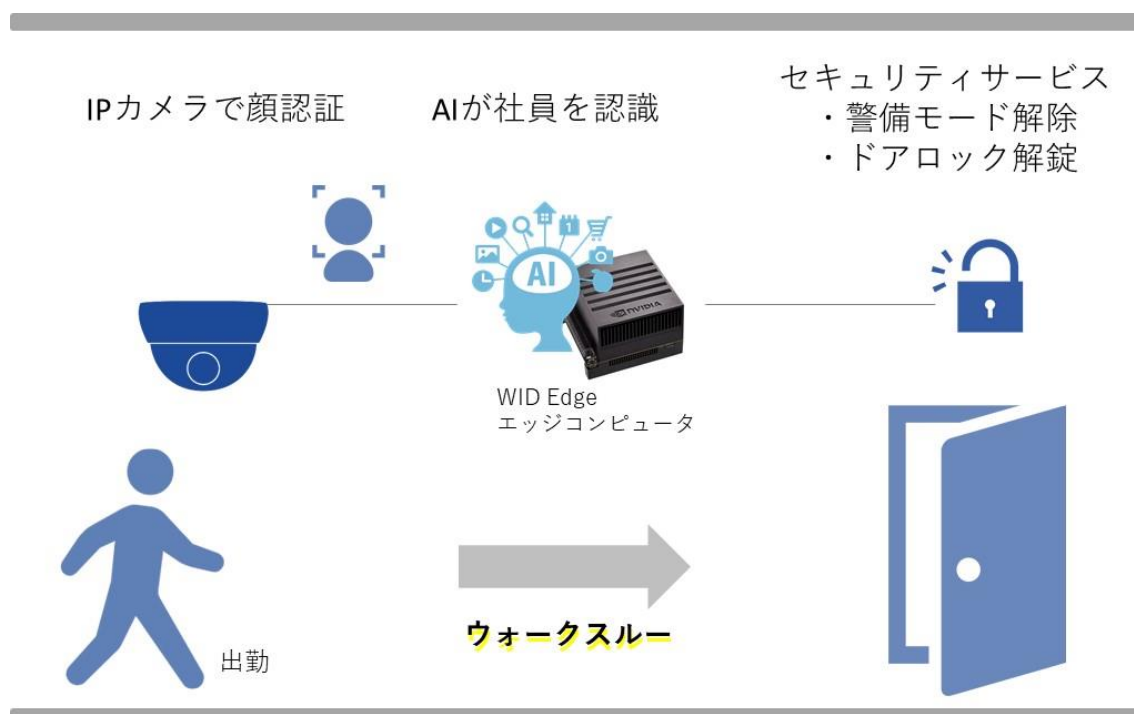 IPカメラで顔認証
AIが社員を認識
セキュリティサービス
・警備モード解除
・ドアロック解錠
AI
1
NVIDIA
WID Edge
エッジコンピュータ
ウォークスルー
出勤